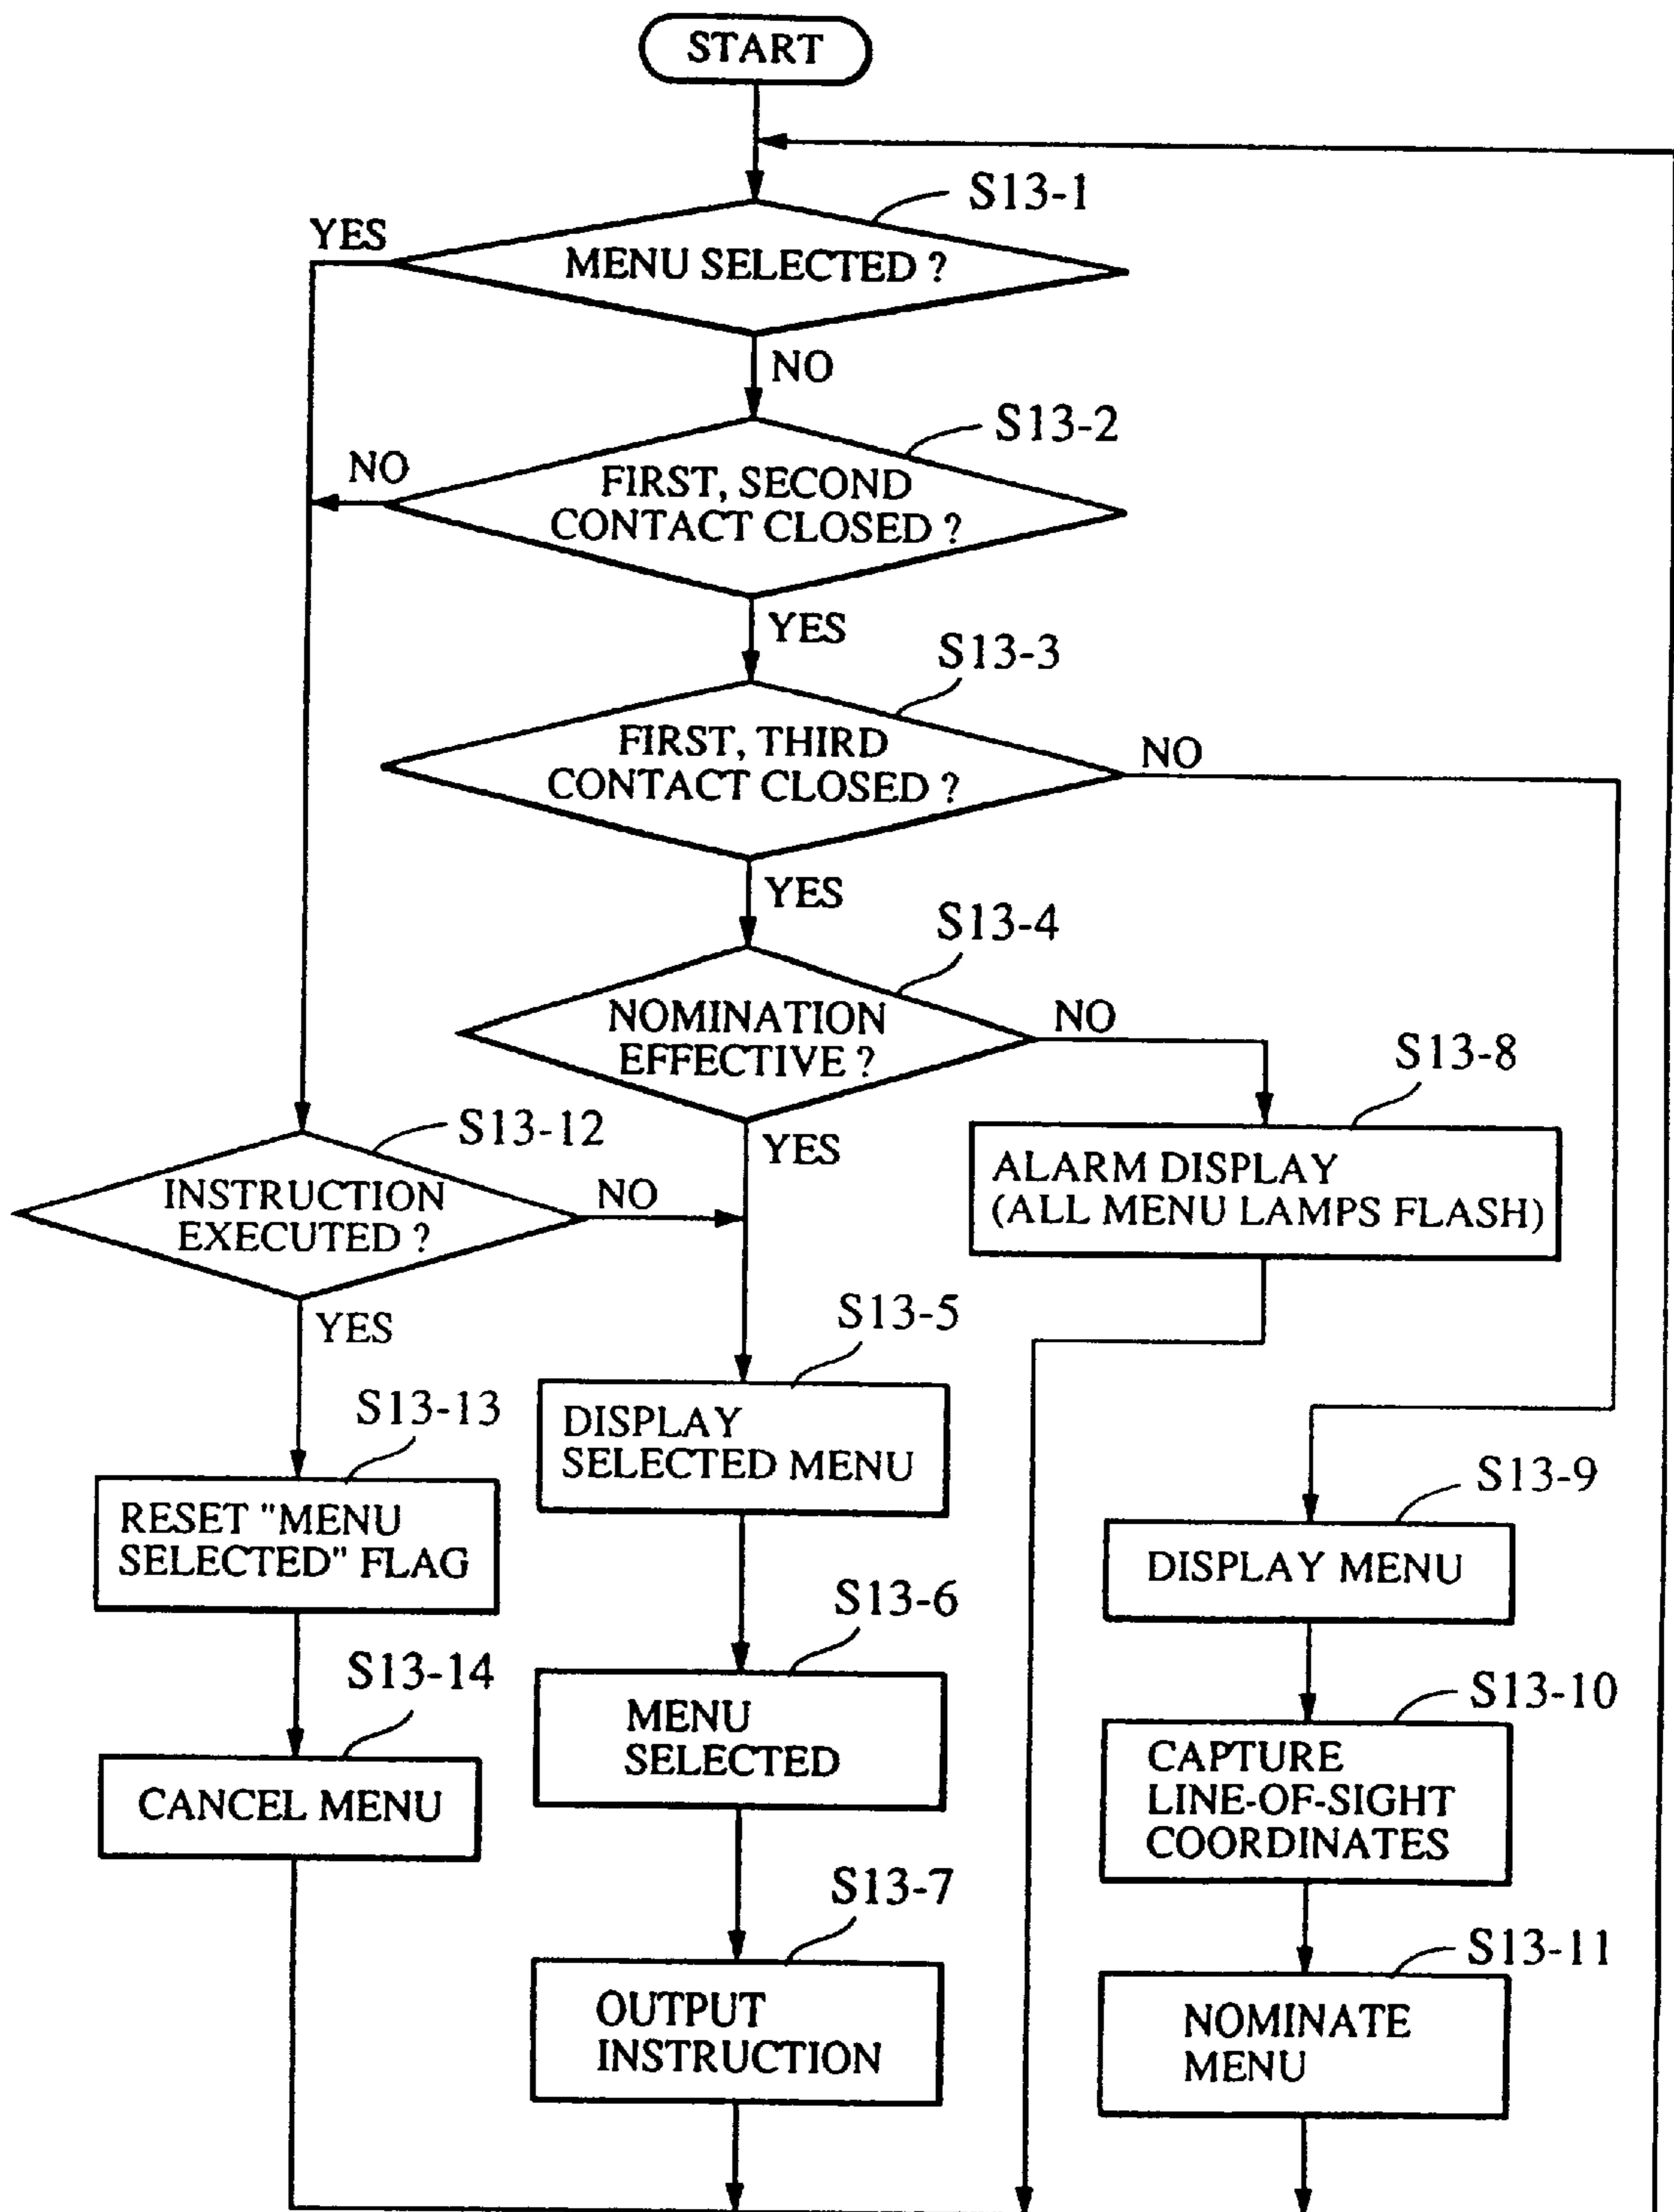 START
S13-1
YES
MENU SELECTED ?
NO
S13-2
NO
FIRST, SECOND
CONTACT CLOSED ?
YES
S13-3
FIRST, THIRD
CONTACT CLOSED ?
NO
YES
S13-4
NOMINATION
EFFECTIVE ?
NO
S13-8
YES
ALARM DISPLAY
(ALL MENU LAMPS FLASH)
S13-12
INSTRUCTION
EXECUTED ?
NO
YES
S13-5
DISPLAY
SELECTED MENU
S13-13
RESET "MENU
SELECTED" FLAG
S13-9
DISPLAY MENU
S13-6
MENU
SELECTED
S13-14
CANCEL MENU
S13-10
CAPTURE
LINE-OF-SIGHT
COORDINATES
S13-7
OUTPUT
INSTRUCTION
S13-11
NOMINATE
MENU